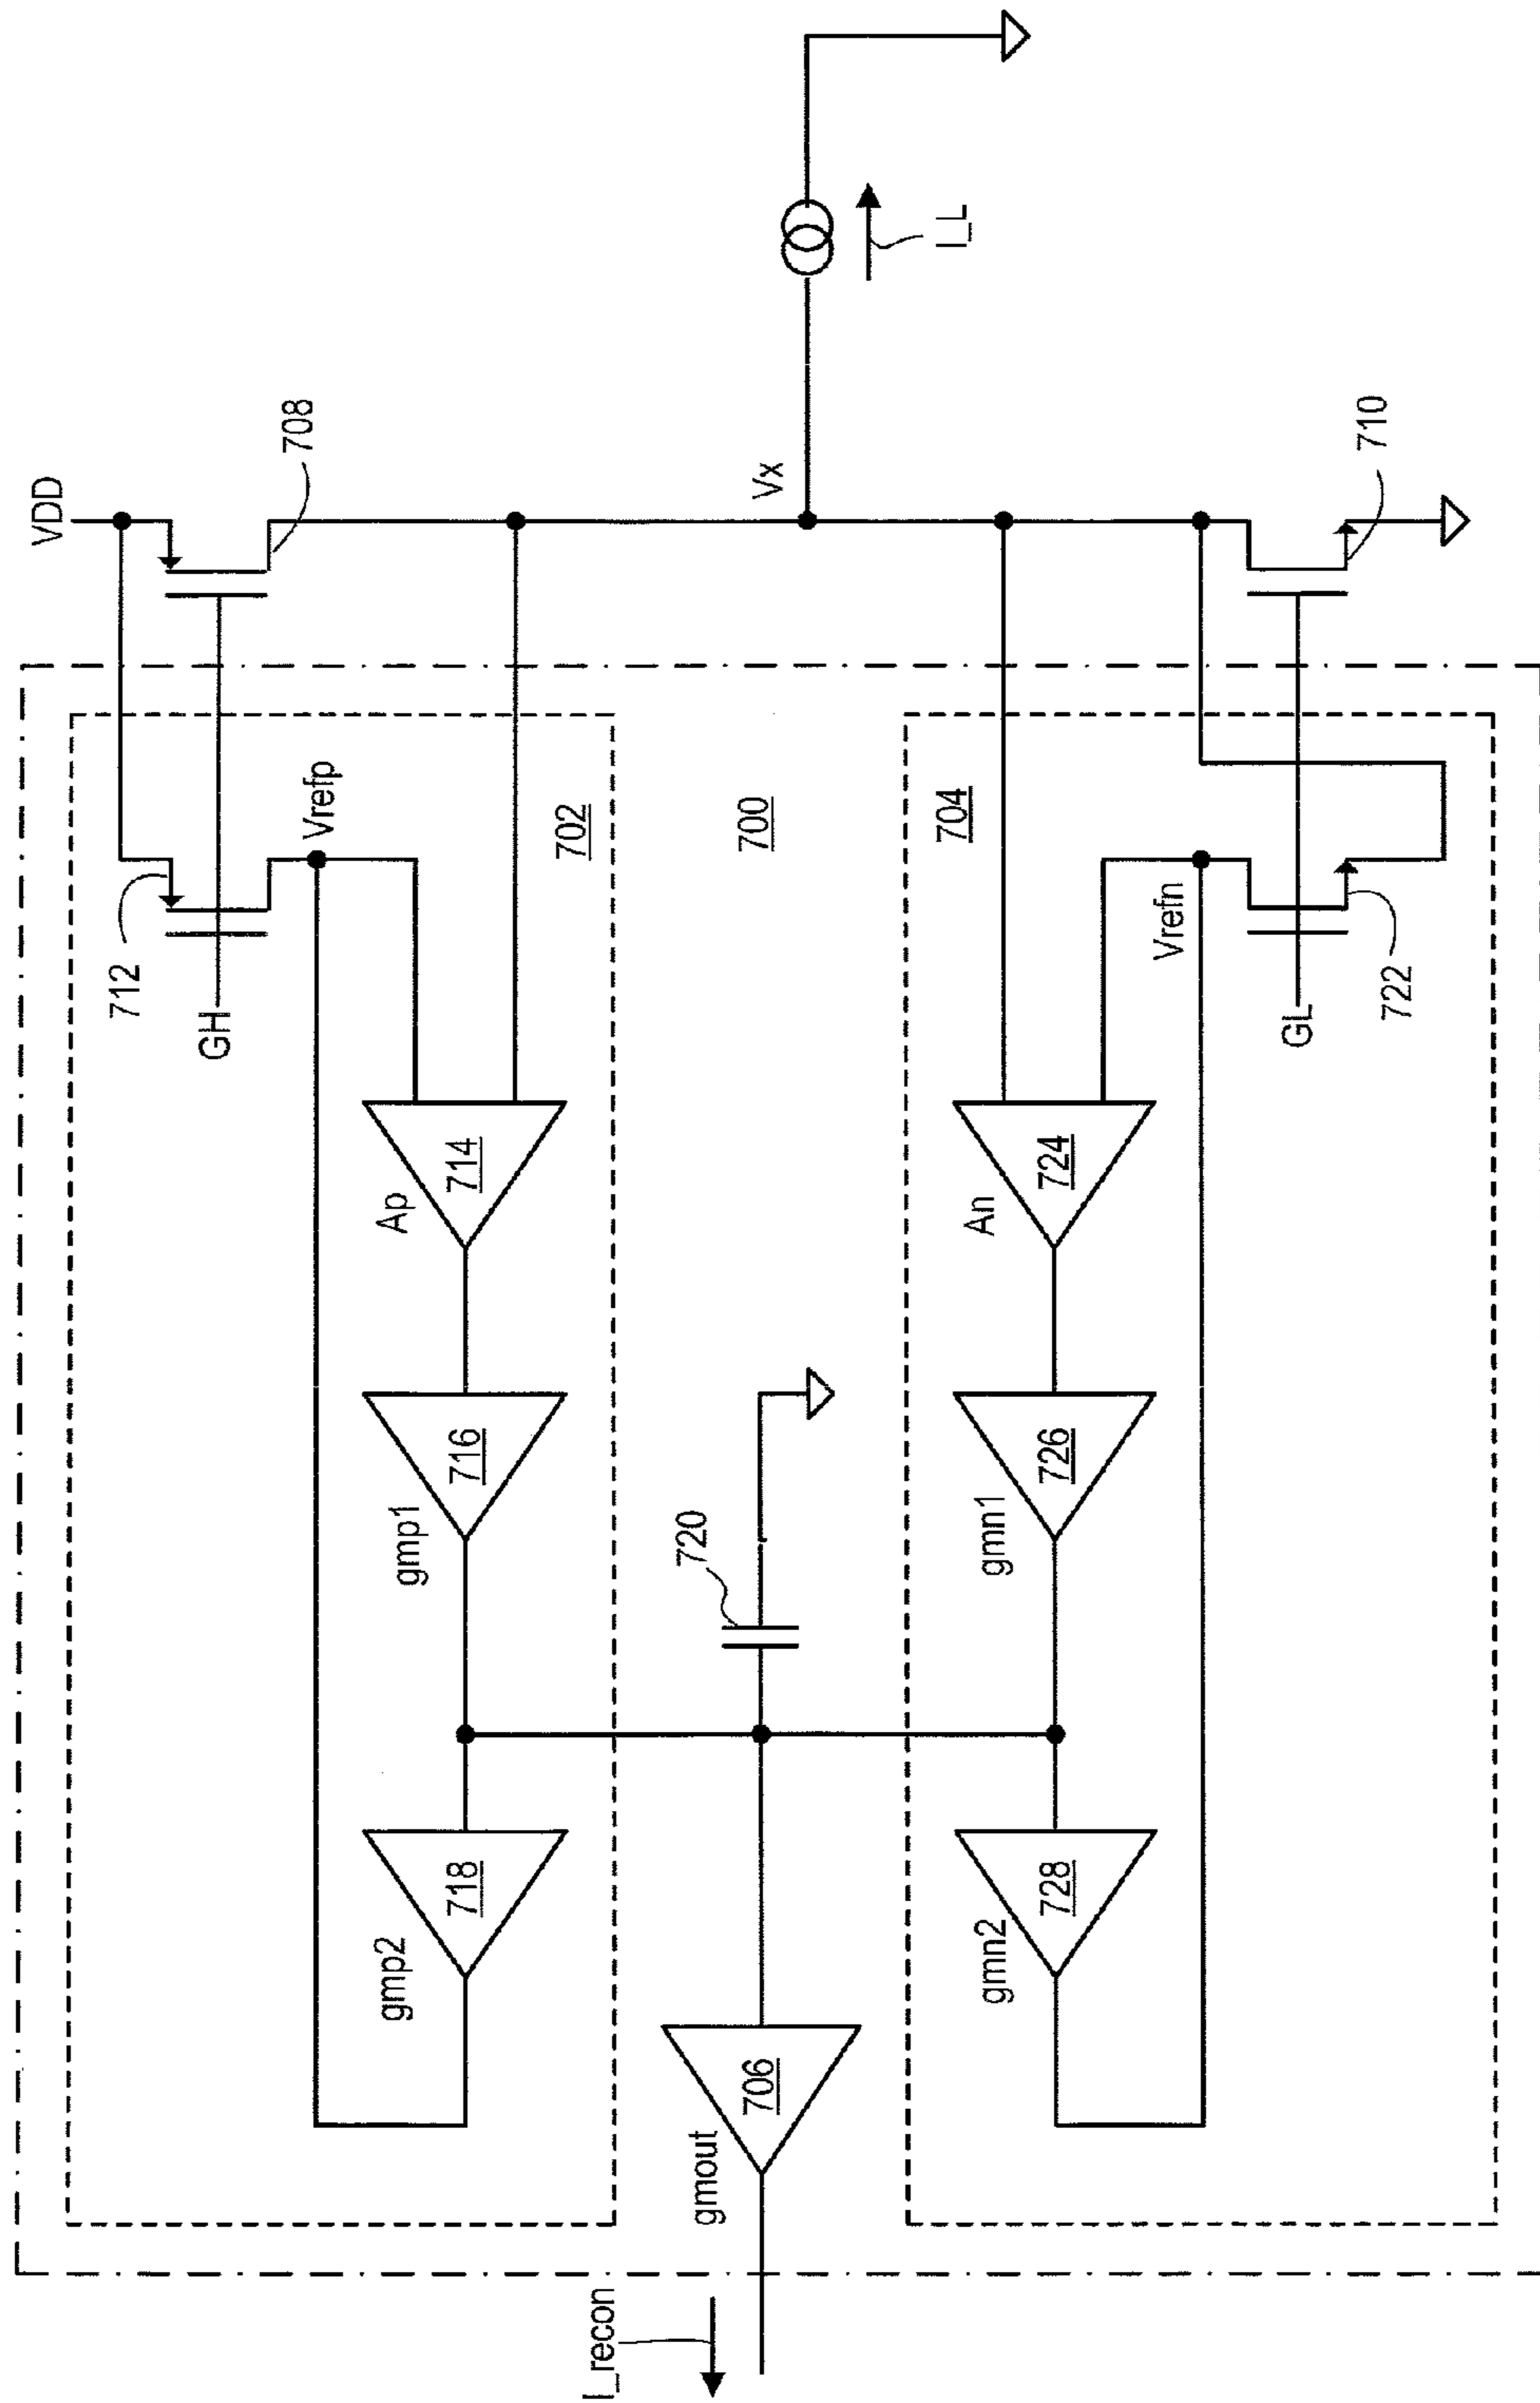 VDD
708
Vx
I_L
710
712
GH
Vrefp
702
700
704
Vrefn
722
GL
Ap
714
An
724
gmp1
716
720
gmn1
726
gmp2
718
gmn2
728
gmout
706
I_recon